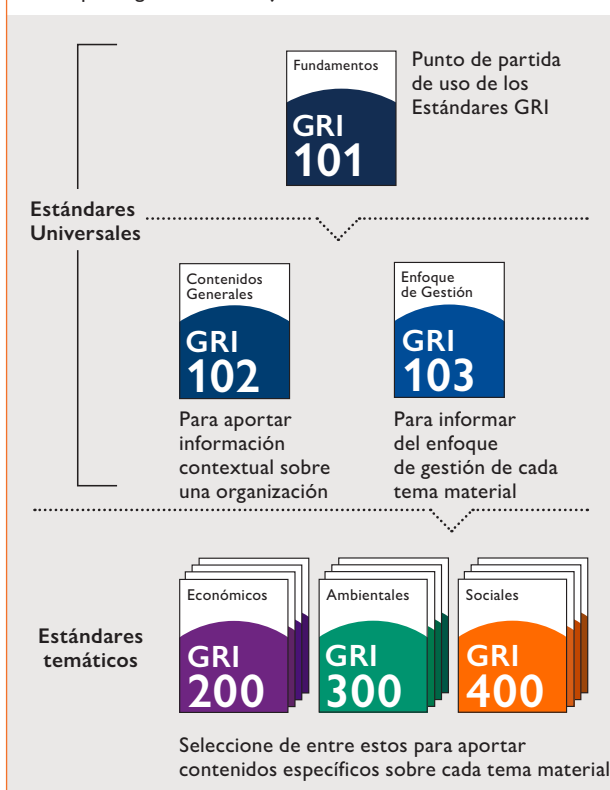 Fundamentos
GRI
101
Punto de partida
de uso de los
Estándares GRI
Estándares
Universales
Contenidos
Generales
GRI
102
Enfoque
de Gestión
GRI
103
Para aportar
información
contextual sobre
una organización
Para informar
del enfoque
de gestión de cada
tema material
Estándares
temáticos
Económicos
GRI
200
Ambientales
GRI
300
Sociales
GRI
400
Seleccione de entre estos para aportar
contenidos específicos sobre cada tema material